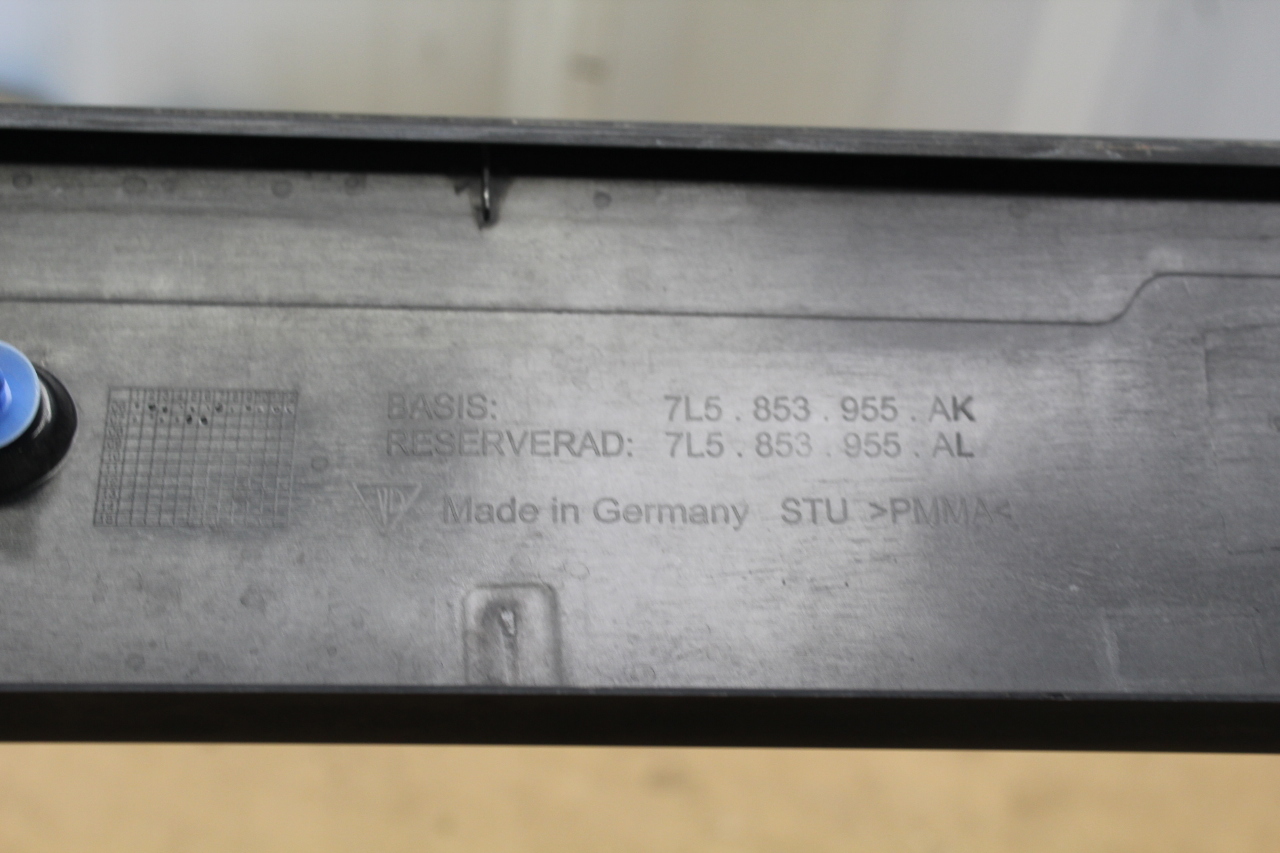 BASIS: 7L5 . 853 . 955 . AK
RESERVERAD: 7L5 . 853 . 955 . AL
Made in Germany STU >PMMA<